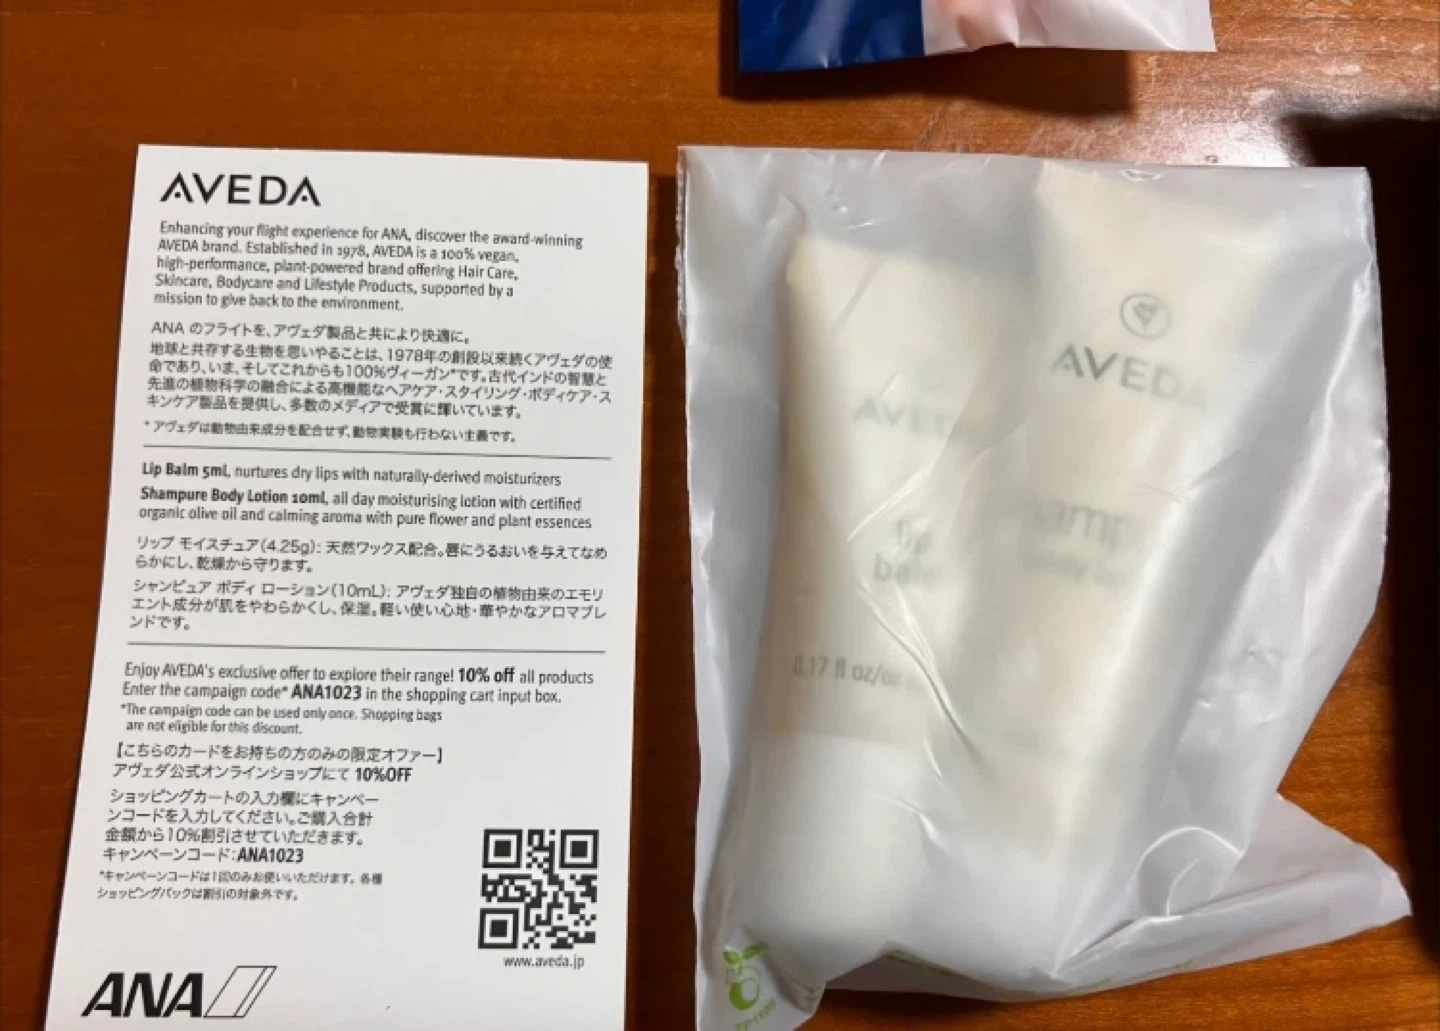 AVEDA
Enhancing your flight experience for ANA, discover the award-winning
AVEDA brand. Established in 1978, AVEDA is a 100% vegan,
high-performance, plant-powered brand offering Hair Care,
Skincare, Bodycare and Lifestyle Products, supported by a
mission to give back to the environment.
ANA のフライトを、アヴェダ製品と共により快適に。
地球と共存する生物を思いやることは、1978年の創設以来続くアヴェダの使
命であり、いま、そしてこれからも100%ヴィーガン*です。古代インドの智慧と
先進の植物科学の融合による高機能なヘアケア・スタイリング・ボディケア・ス
キンケア製品を提供し、多数のメディアで受賞に輝いています。
* アヴェダは動物由来成分を配合せず、動物実験も行わない主義です。
Lip Balm 5ml, nurtures dry lips with naturally-derived moisturizers
Shampure Body Lotion 10ml, all day moisturising lotion with certified
organic olive oil and calming aroma with pure flower and plant essences
リップ モイスチュア(4.25g): 天然ワックス配合。唇にうるおいを与えてなめ
らかにし、乾燥から守ります。
シャンピュア ボディ ローション(10mL): アヴェダ独自の植物由来のエモリ
エント成分が肌をやわらかくし、保湿。軽い使い心地・華やかなアロマブレ
ンドです。
Enjoy AVEDA's exclusive offer to explore their range! 10% off all products
Enter the campaign code* ANA1023 in the shopping cart input box.
*The campaign code can be used only once. Shopping bags
are not eligible for this discount.
【こちらのカードをお持ちの方のみの限定オファー】
アヴェダ公式オンラインショップにて 10%OFF
ショッピングカートの入力欄にキャンペー
ンコードを入力してください。ご購入合計
金額から10%割引させていただきます。
キャンペーンコード:ANA1023
*キャンペーンコードは1回のみお使いいただけます。各種
ショッピングバックは割引の対象外です。
www.aveda.jp
ANA
AVEDA
lip
balm
0.17 fl oz/oz
AVEDA